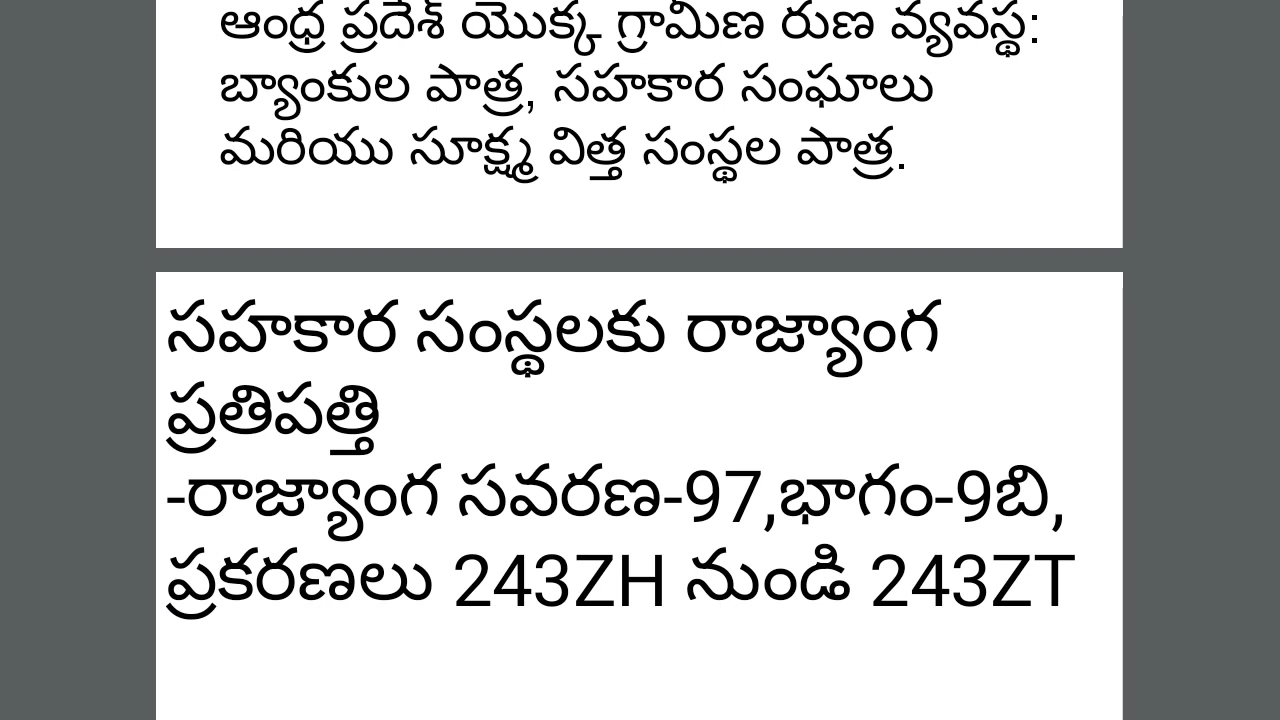 ఆంధ్ర ప్రదేశ్ యొక్క గ్రామీణ రుణ వ్యవస్థ:
బ్యాంకుల పాత్ర, సహకార సంఘాలు
మరియు సూక్ష్మ విత్త సంస్థల పాత్ర.
సహకార సంస్థలకు రాజ్యాంగ
ప్రతిపత్తి
-రాజ్యాంగ సవరణ-97,భాగం-9బి,
ప్రకరణలు 243ZH నుండి 243ZT